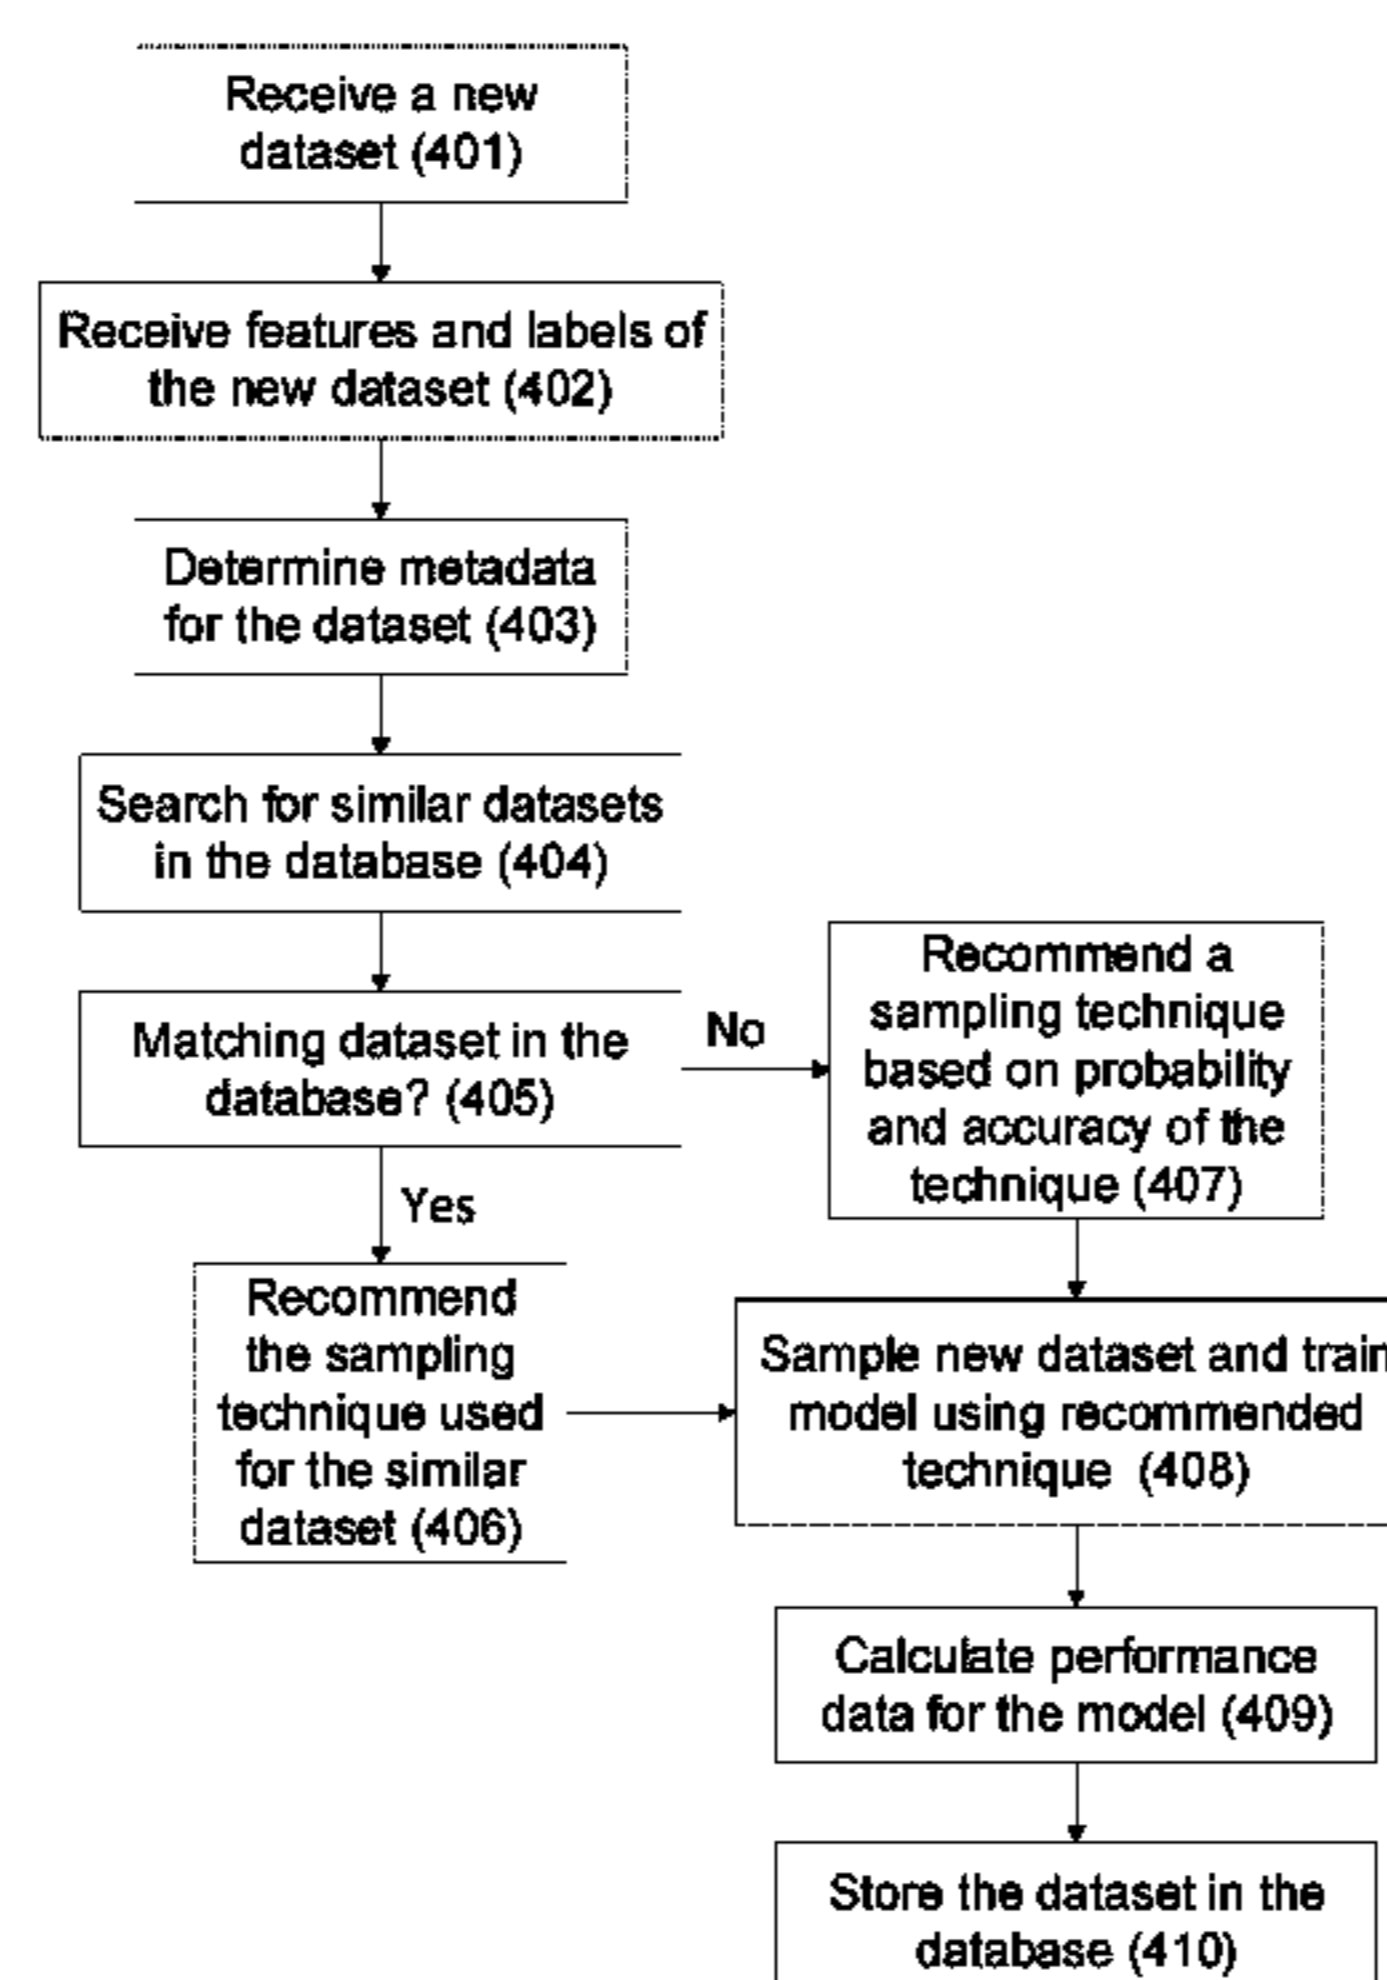 Receive a new
dataset (401)
Receive features and labels of
the new dataset (402)
Determine metadata
for the dataset (403)
Search for similar datasets
in the database (404)
Matching dataset in the
database? (405)
No
Yes
Recommend
the sampling
technique used
for the similar
dataset (406)
Recommend a
sampling technique
based on probability
and accuracy of the
technique (407)
Sample new dataset and train
model using recommended
technique (408)
Calculate performance
data for the model (409)
Store the dataset in the
database (410)